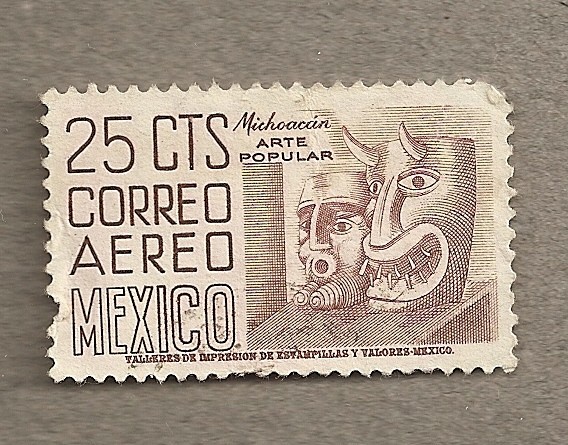 25 CTS
CORREO
AEREO
MEXICO
Michoacán
ARTE
POPULAR
TALLERES DE IMPRESION DE ESTAMPILLAS Y VALORES-MEXICO.